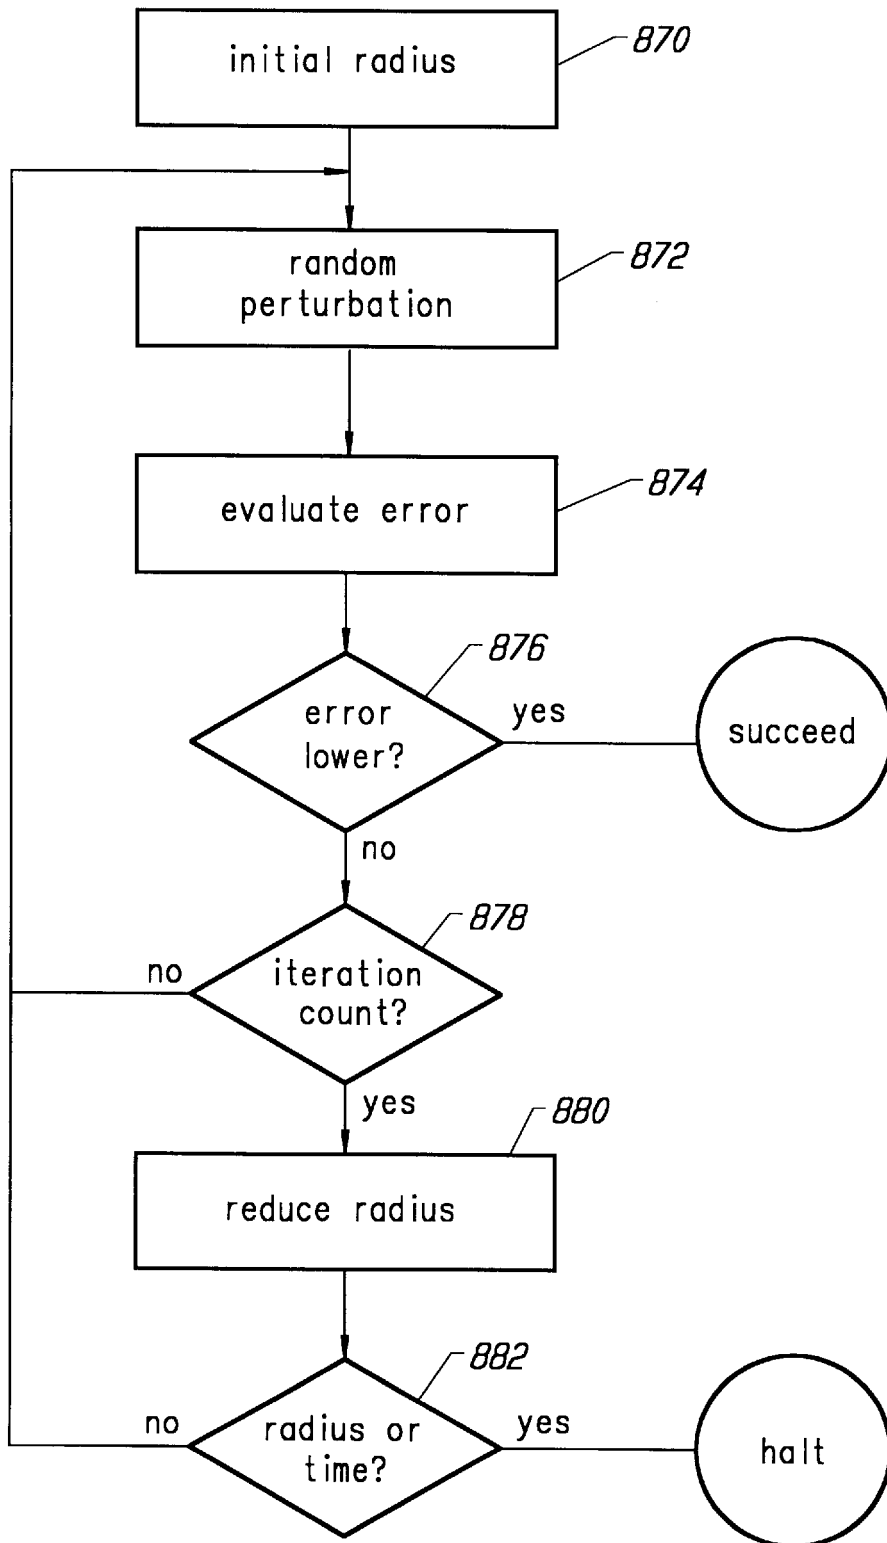 initial radius
870
random
perturbation
872
evaluate error
874
876
error
lower?
yes
succeed
no
878
no
iteration
count?
yes
880
reduce radius
882
no
radius or
time?
yes
halt